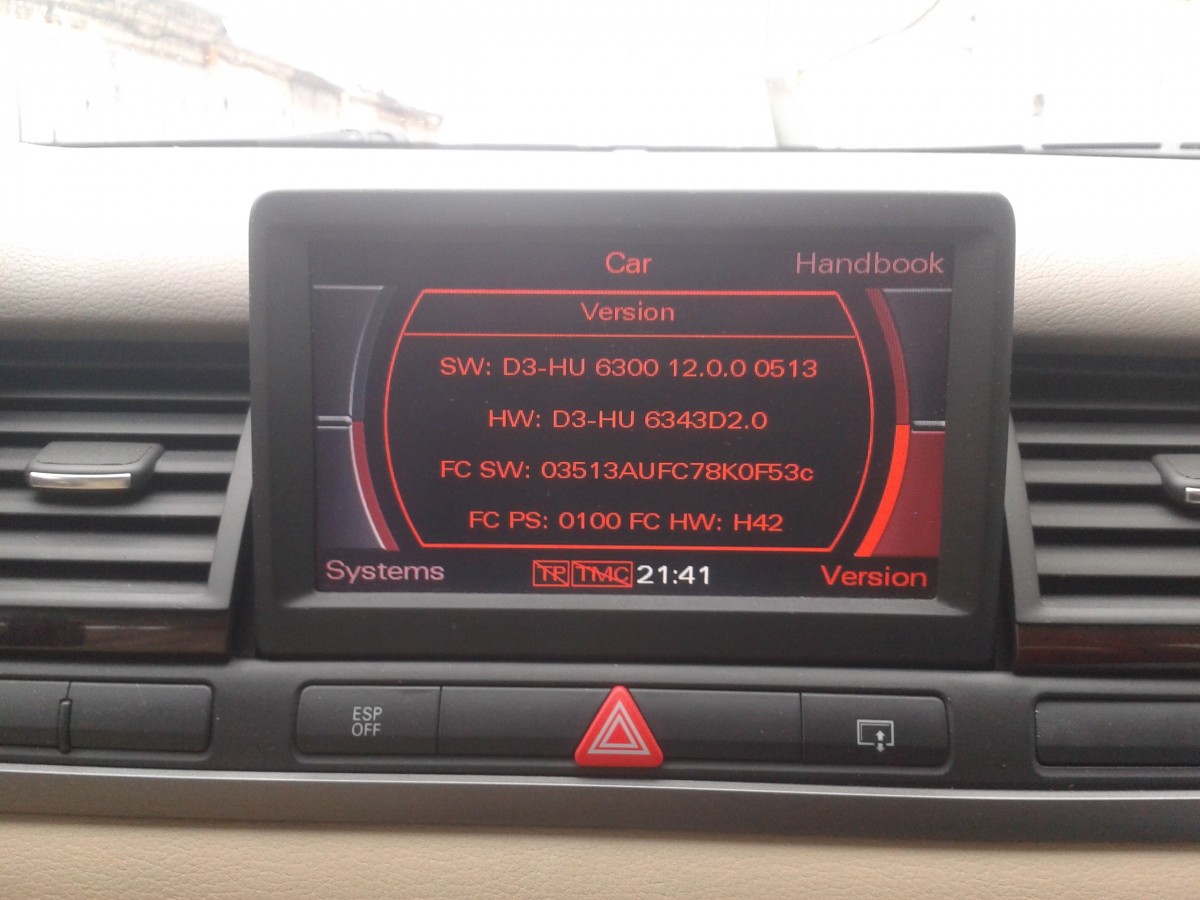 Car Handbook
Version
SW: D3-HU 6300 12.0.0 0513
HW: D3-HU 6343D2.0
FC SW: 03513AUFC78K0F53c
FC PS: 0100 FC HW: H42
Systems TP TMC 21:41 Version
ESP
OFF